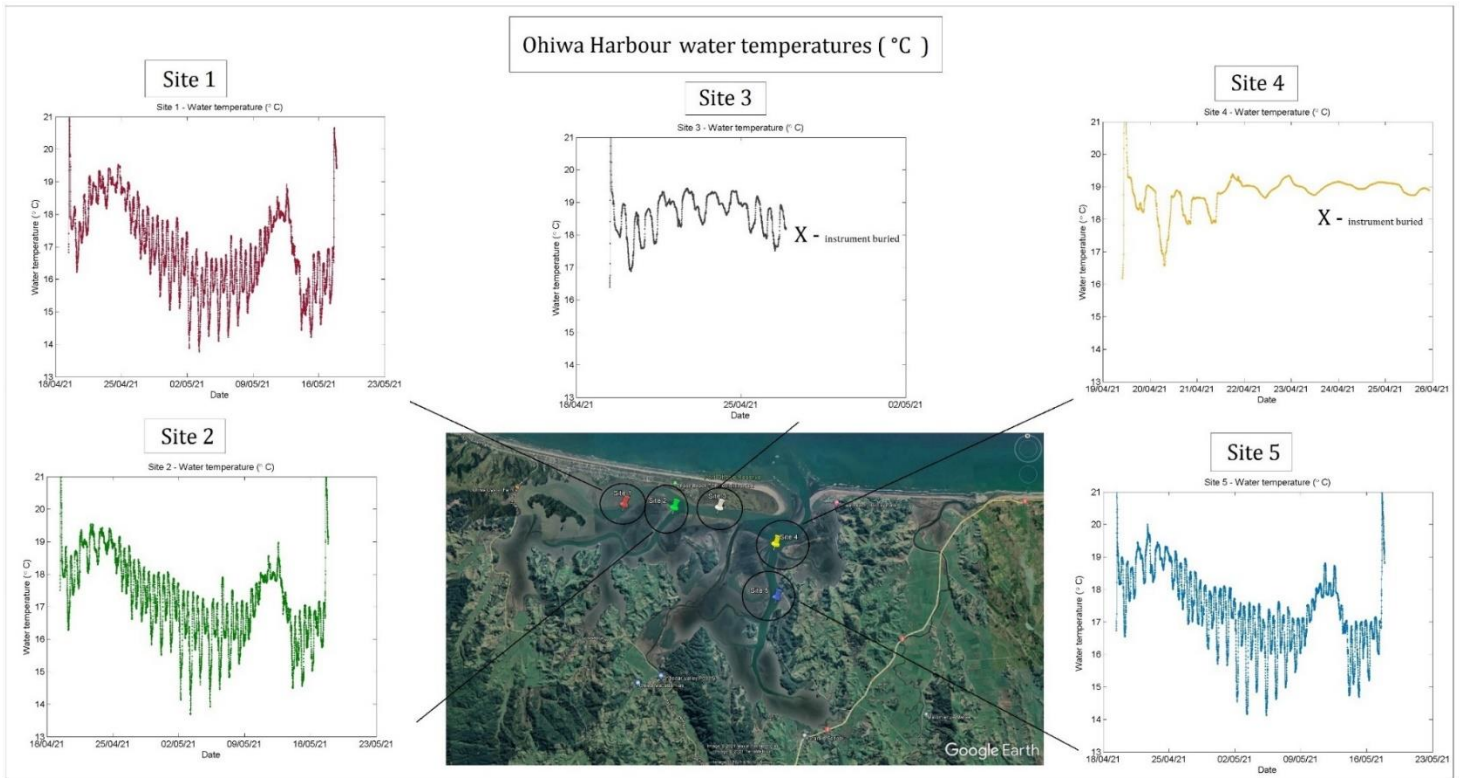 Ohiwa Harbour water temperatures ( °C )
Site 1
Site 1 - Water temperature (° C)
21
20
19
18
17
16
15
14
13
Water temperature (° C)
18/04/21 25/04/21 02/05/21 09/05/21 16/05/21 23/05/21
Date
Site 3
Site 3 - Water temperature (° C)
21
20
19
18
17
16
15
14
13
Water temperature (° C)
X - instrument buried
18/04/21 25/04/21 02/05/21
Date
Site 4
Site 4 - Water temperature (° C)
21
20
19
18
17
16
15
14
13
Water temperature (° C)
X - instrument buried
19/04/21 20/04/21 21/04/21 22/04/21 23/04/21 24/04/21 25/04/21 26/04/21
Date
Site 2
Site 2 - Water temperature (° C)
21
20
19
18
17
16
15
14
13
Water temperature (° C)
18/04/21 25/04/21 02/05/21 09/05/21 16/05/21 23/05/21
Date
Site 2
Site 4
Site 5
Google Earth
Site 5
Site 5 - Water temperature (° C)
21
20
19
18
17
16
15
14
13
Water temperature (° C)
18/04/21 25/04/21 02/05/21 09/05/21 16/05/21 23/05/21
Date